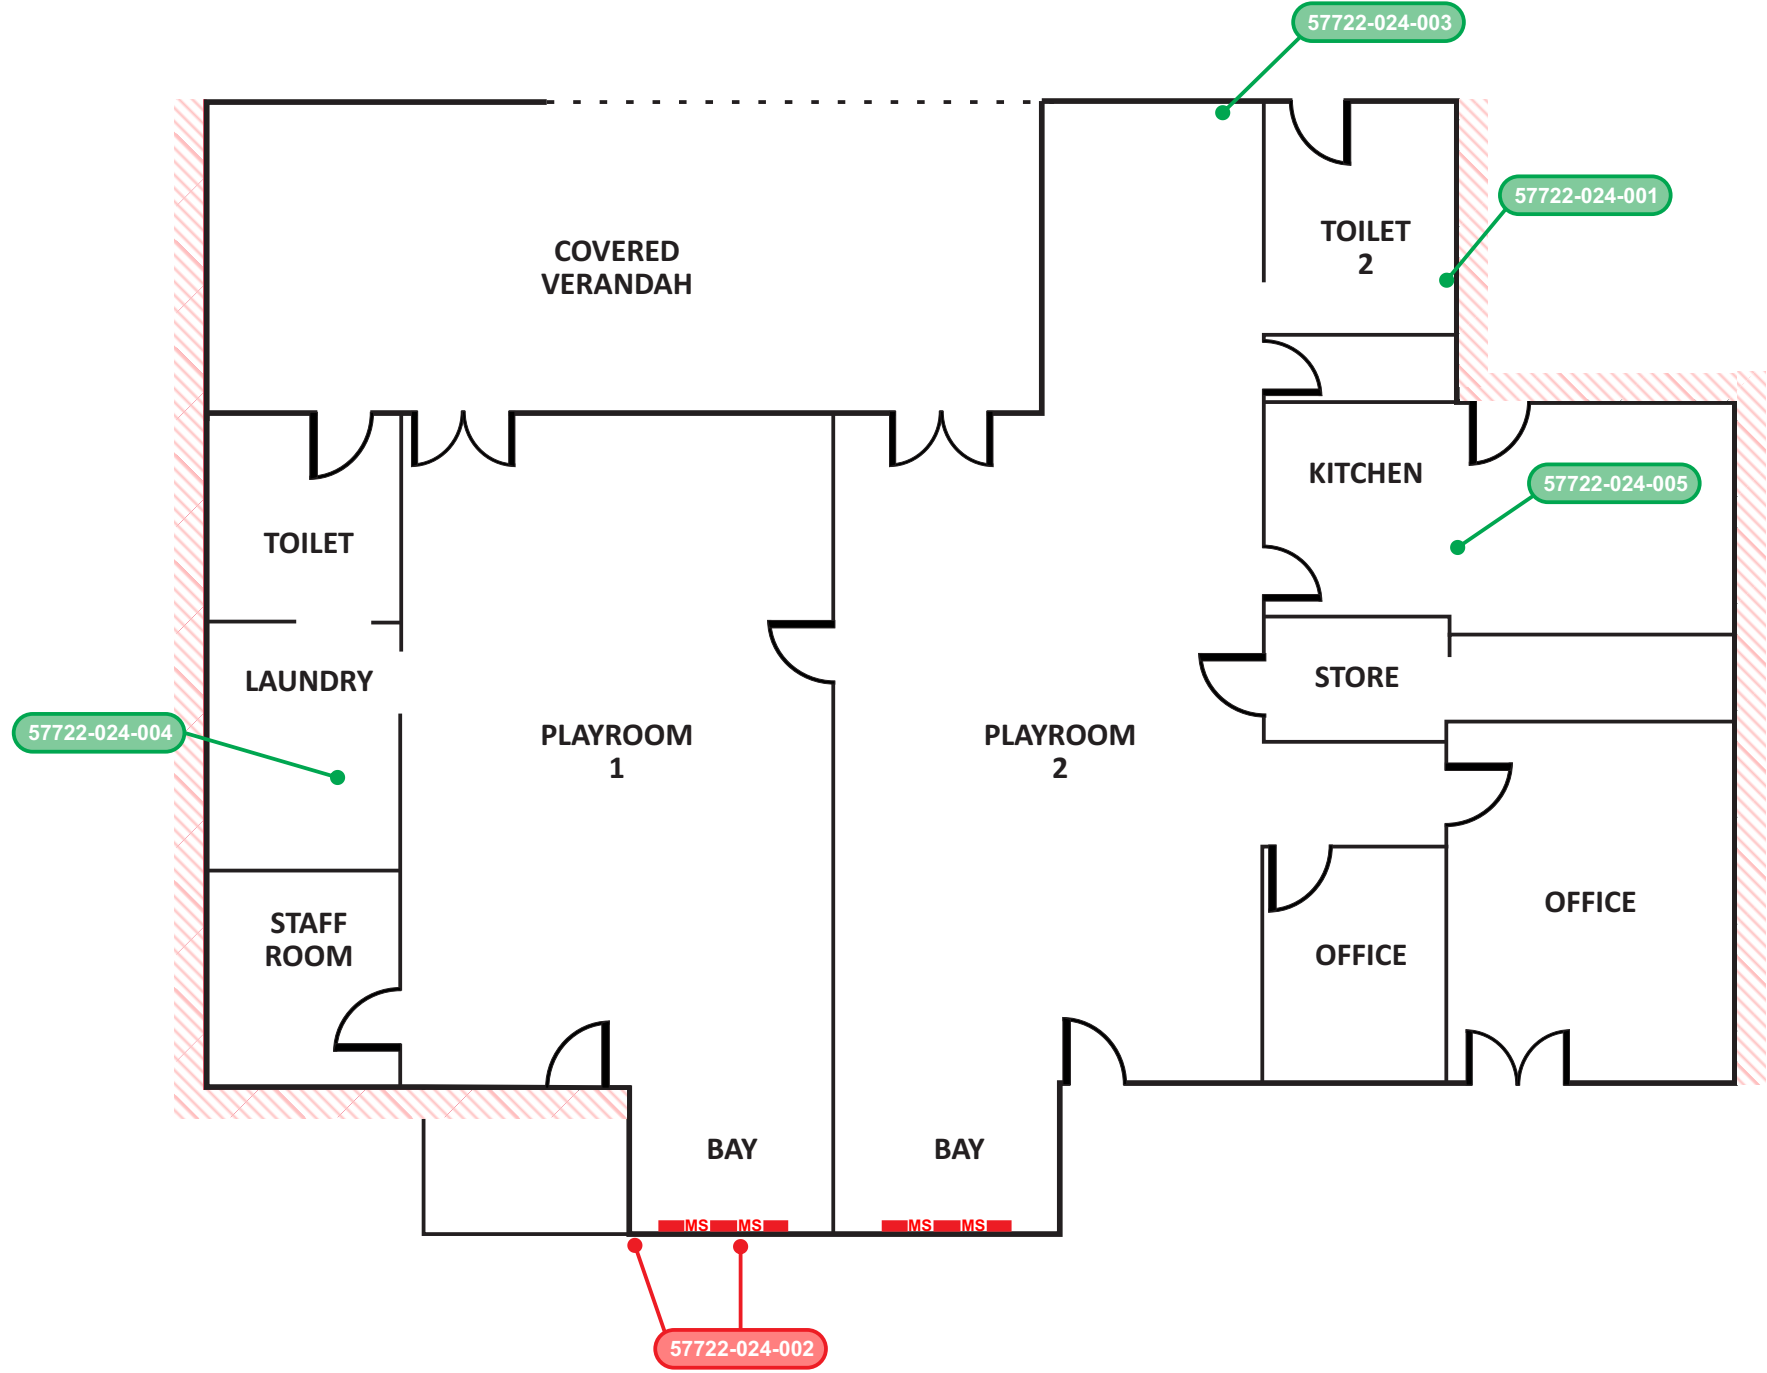 57722-024-003
57722-024-001
TOILET
2
COVERED
VERANDAH
KITCHEN
57722-024-005
TOILET
LAUNDRY
STORE
57722-024-004
PLAYROOM
1
PLAYROOM
2
OFFICE
STAFF
ROOM
OFFICE
BAY
BAY
MS MS
MS MS
57722-024-002